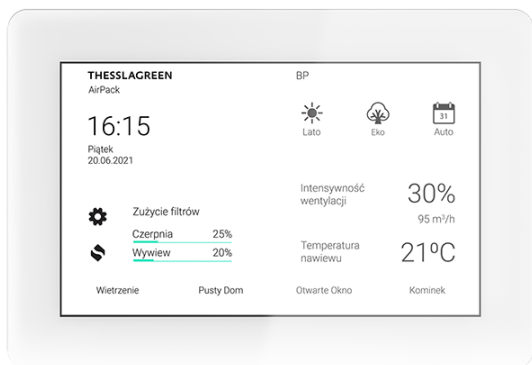 THESSLAGREEN
AirPack
BP
16:15
Piątek
20.06.2021
31
Lato
Eko
Auto
Zużycie filtrów
Czerpnia 25%
Wywiew 20%
Intensywność
wentylacji
30%
95 m³/h
Temperatura
nawiewu
21ºC
Wietrzenie
Pusty Dom
Otwarte Okno
Kominek